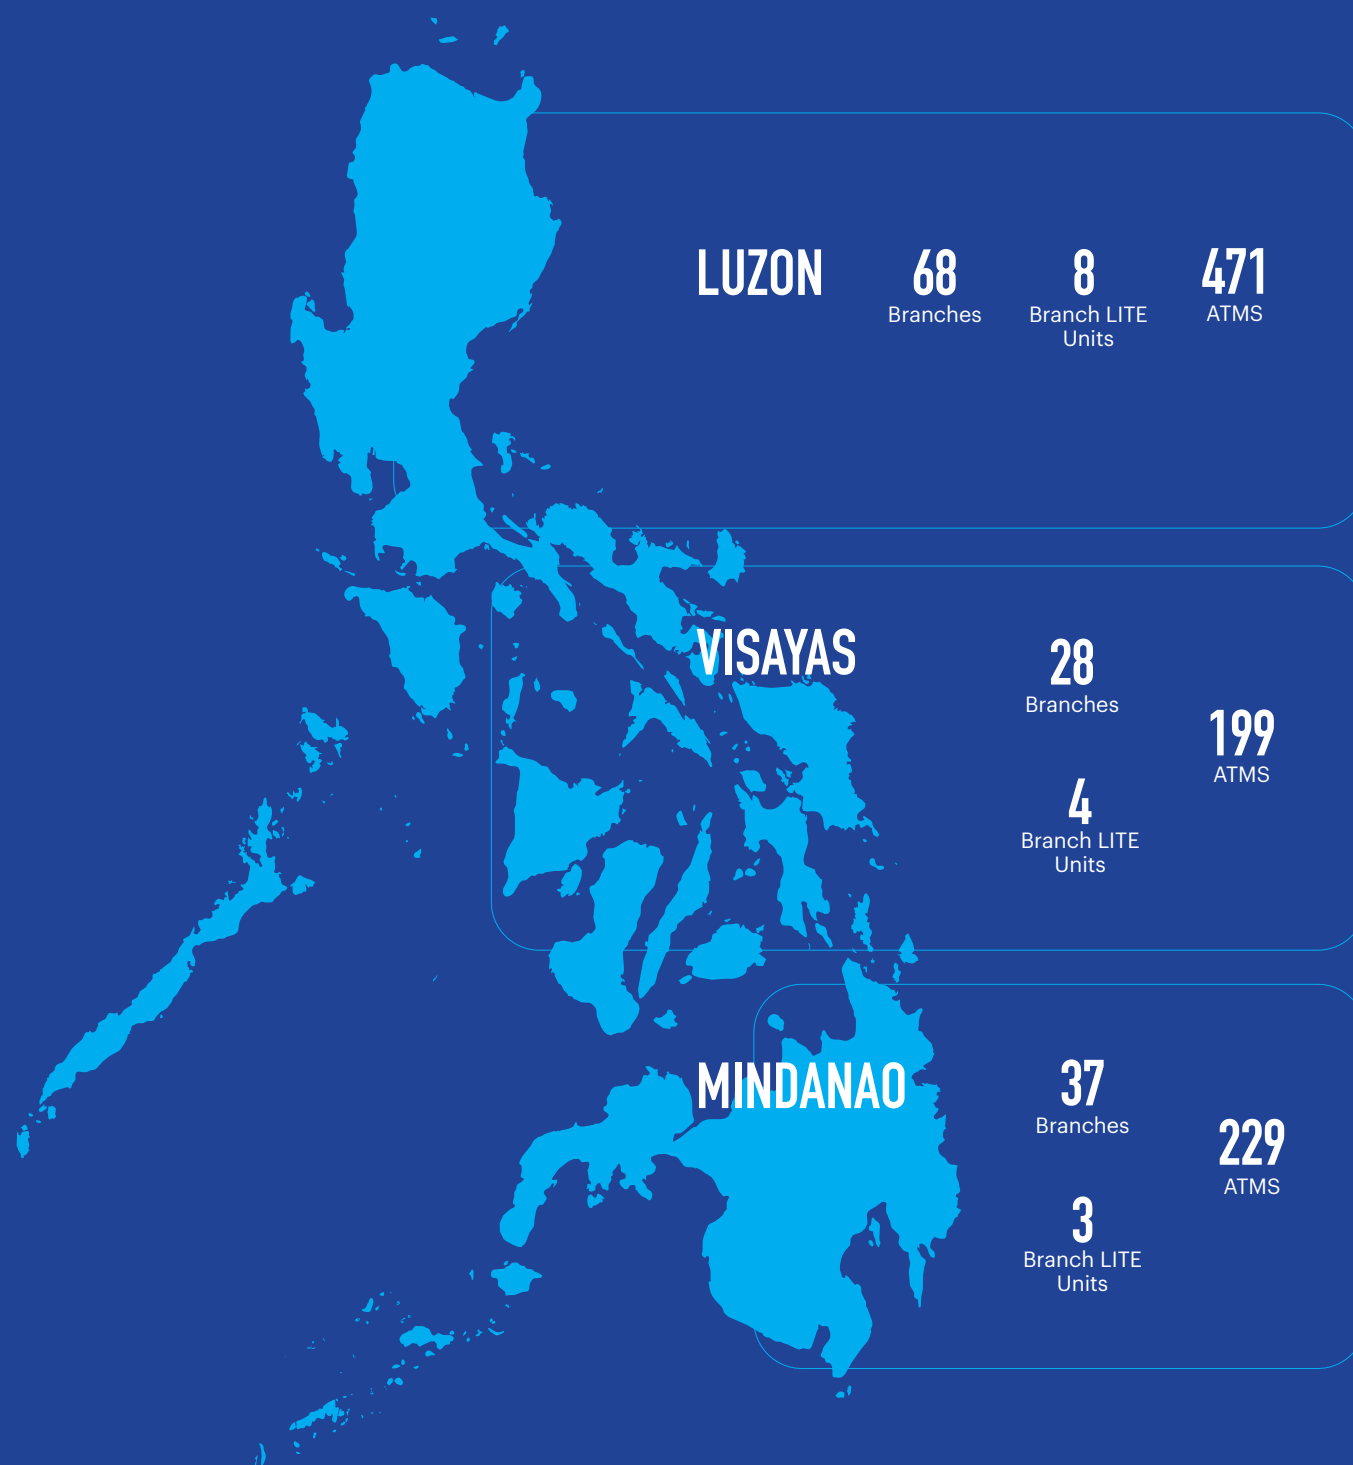 LUZON
68
Branches
8
Branch LITE
Units
471
ATMS
VISAYAS
28
Branches
4
Branch LITE
Units
199
ATMS
MINDANAO
37
Branches
3
Branch LITE
Units
229
ATMS